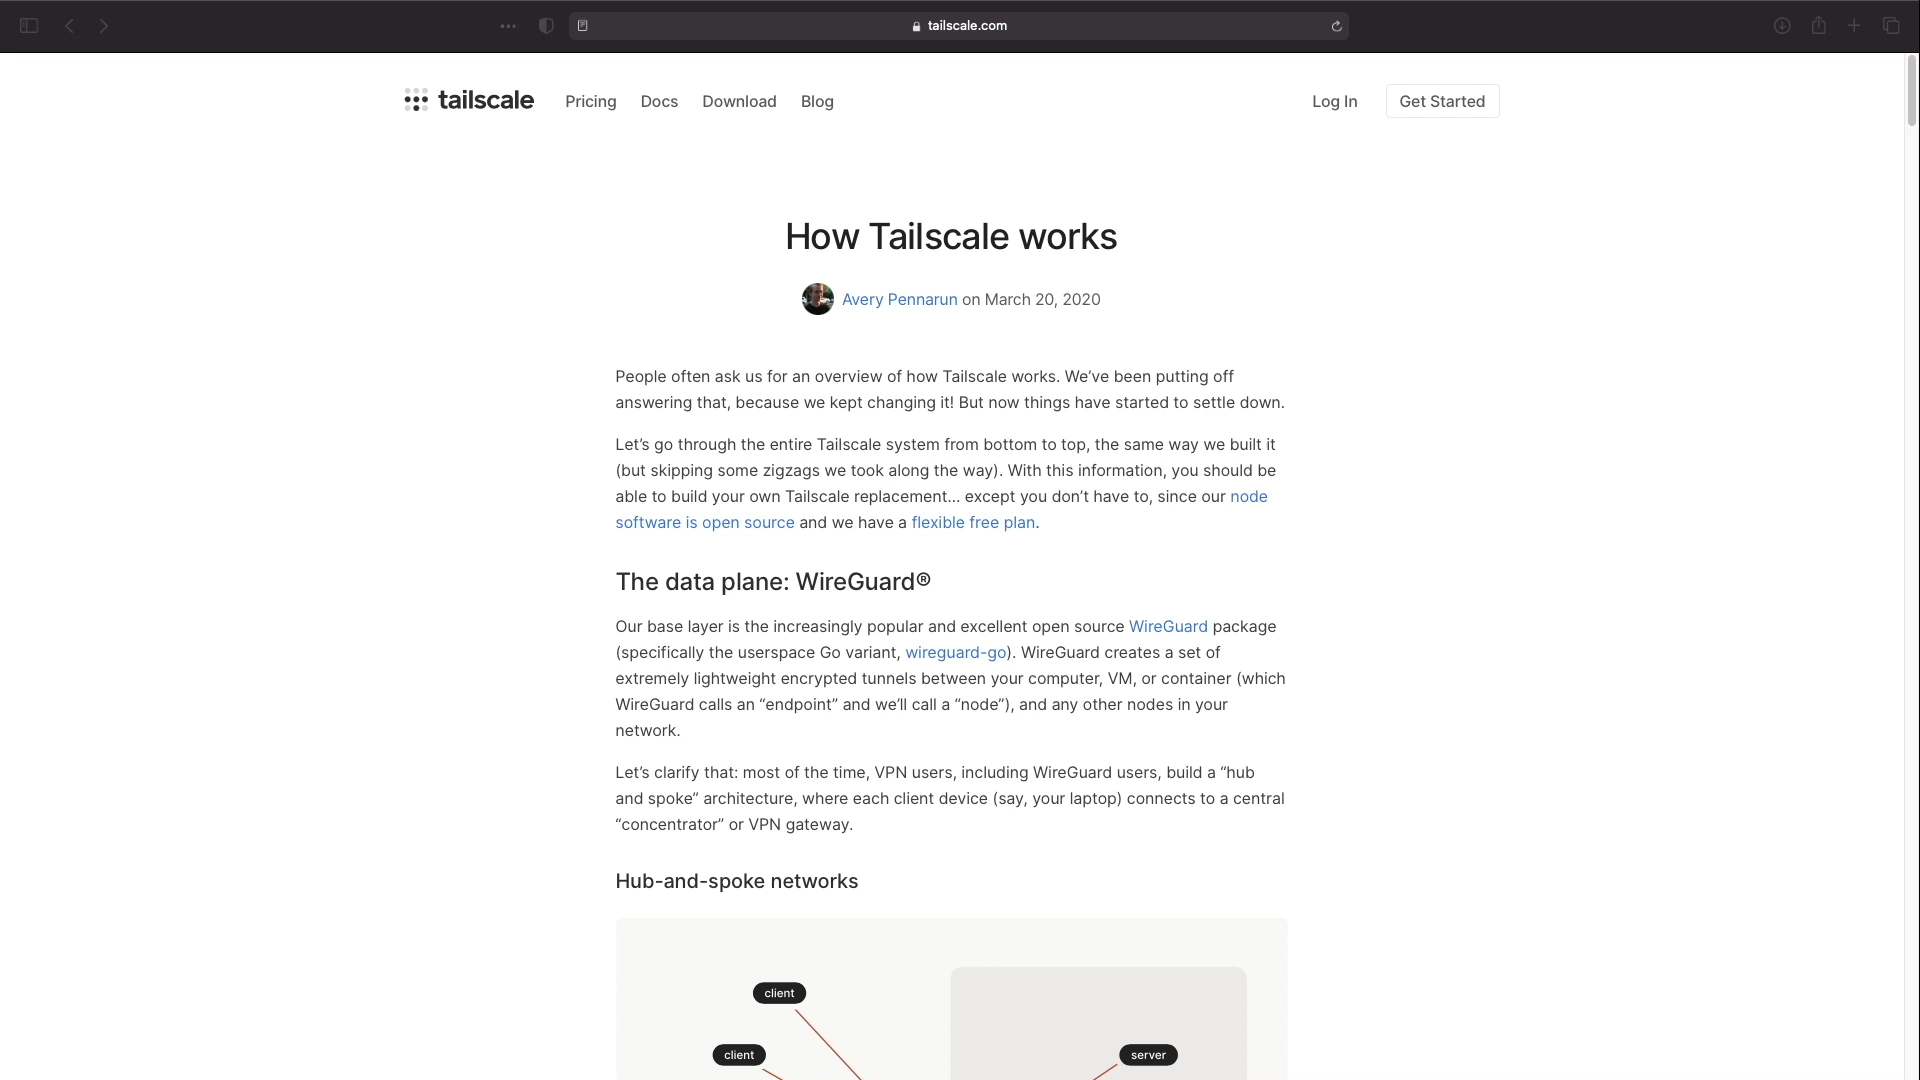 tailscale.com
tailscale Pricing Docs Download Blog Log In Get Started
How Tailscale works
Avery Pennarun on March 20, 2020
People often ask us for an overview of how Tailscale works. We’ve been putting off
answering that, because we kept changing it! But now things have started to settle down.
Let’s go through the entire Tailscale system from bottom to top, the same way we built it
(but skipping some zigzags we took along the way). With this information, you should be
able to build your own Tailscale replacement... except you don’t have to, since our node
software is open source and we have a flexible free plan.
The data plane: WireGuard®
Our base layer is the increasingly popular and excellent open source WireGuard package
(specifically the userspace Go variant, wireguard-go). WireGuard creates a set of
extremely lightweight encrypted tunnels between your computer, VM, or container (which
WireGuard calls an “endpoint” and we’ll call a “node”), and any other nodes in your
network.
Let’s clarify that: most of the time, VPN users, including WireGuard users, build a “hub
and spoke” architecture, where each client device (say, your laptop) connects to a central
“concentrator” or VPN gateway.
Hub-and-spoke networks
client
client
server